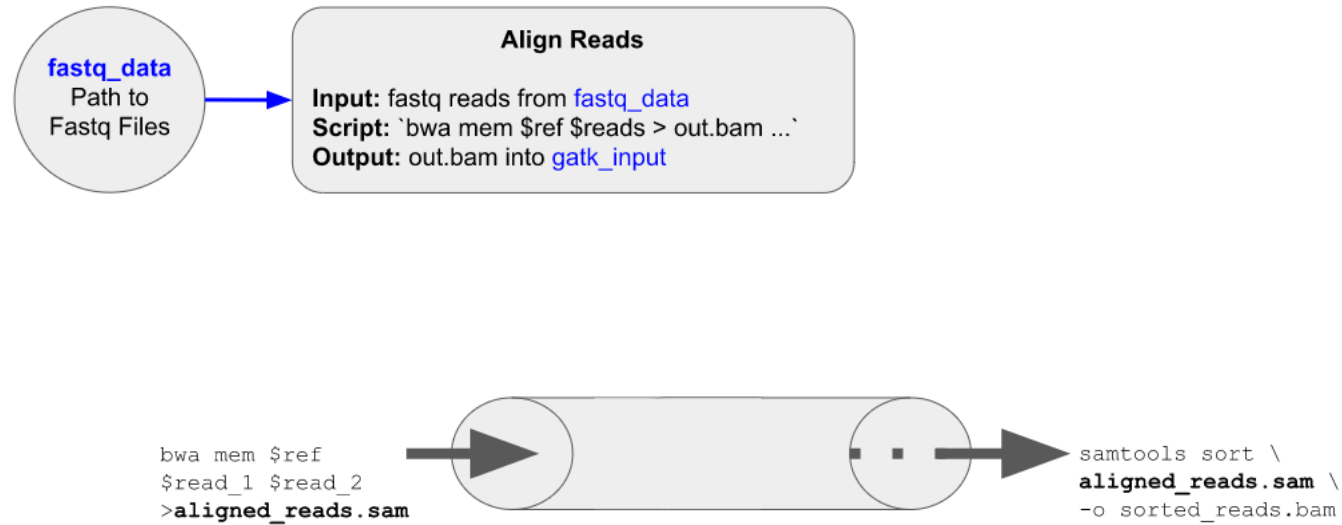 fastq_data
Path to
Fastq Files
Align Reads
Input: fastq reads from fastq_data
Script: `bwa mem $ref $reads > out.bam ...`
Output: out.bam into gatk_input
bwa mem $ref
$read_1 $read_2
>aligned_reads.sam
samtools sort \
aligned_reads.sam \
-o sorted_reads.bam